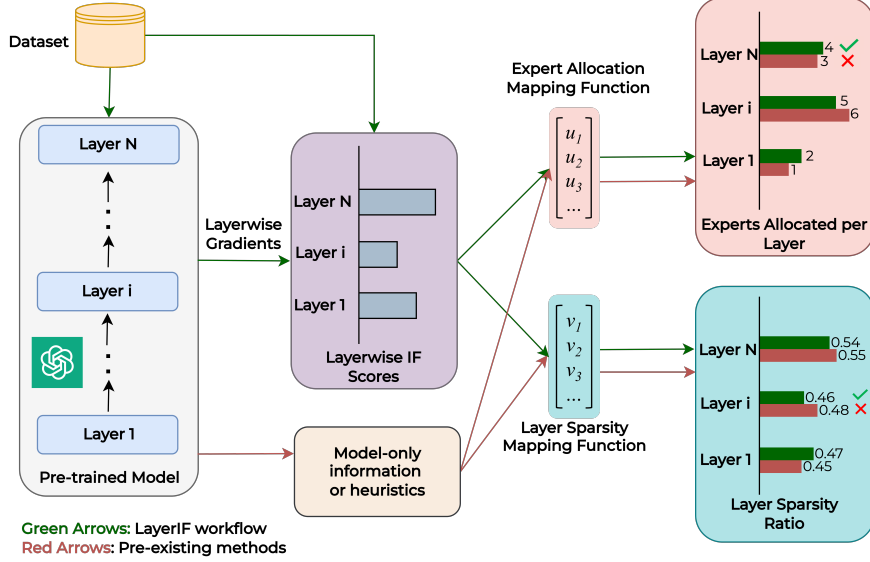 Dataset
Layer N
Layer i
Layer 1
Pre-trained Model
Layerwise
Gradients
Layer N
Layer i
Layer 1
Layerwise IF
Scores
Model-only
information
or heuristics
Expert Allocation
Mapping Function
u1
u2
u3
...
v1
v2
v3
...
Layer Sparsity
Mapping Function
Layer N
4
3
Layer i
5
6
Layer 1
2
1
Experts Allocated per
Layer
Layer N
0.54
0.55
Layer i
0.46
0.48
Layer 1
0.47
0.45
Layer Sparsity
Ratio
Green Arrows: LayerIF workflow
Red Arrows: Pre-existing methods